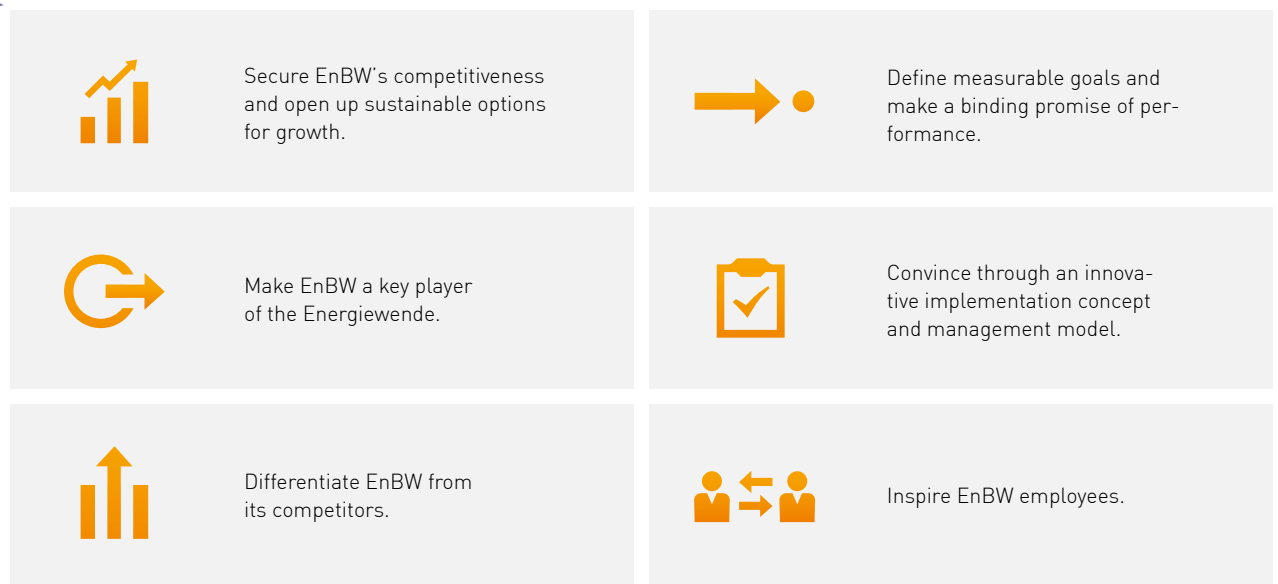 Secure EnBW's competitiveness
and open up sustainable options
for growth.
Define measurable goals and
make a binding promise of per-
formance.
Make EnBW a key player
of the Energiewende.
Convince through an innova-
tive implementation concept
and management model.
Differentiate EnBW from
its competitors.
Inspire EnBW employees.